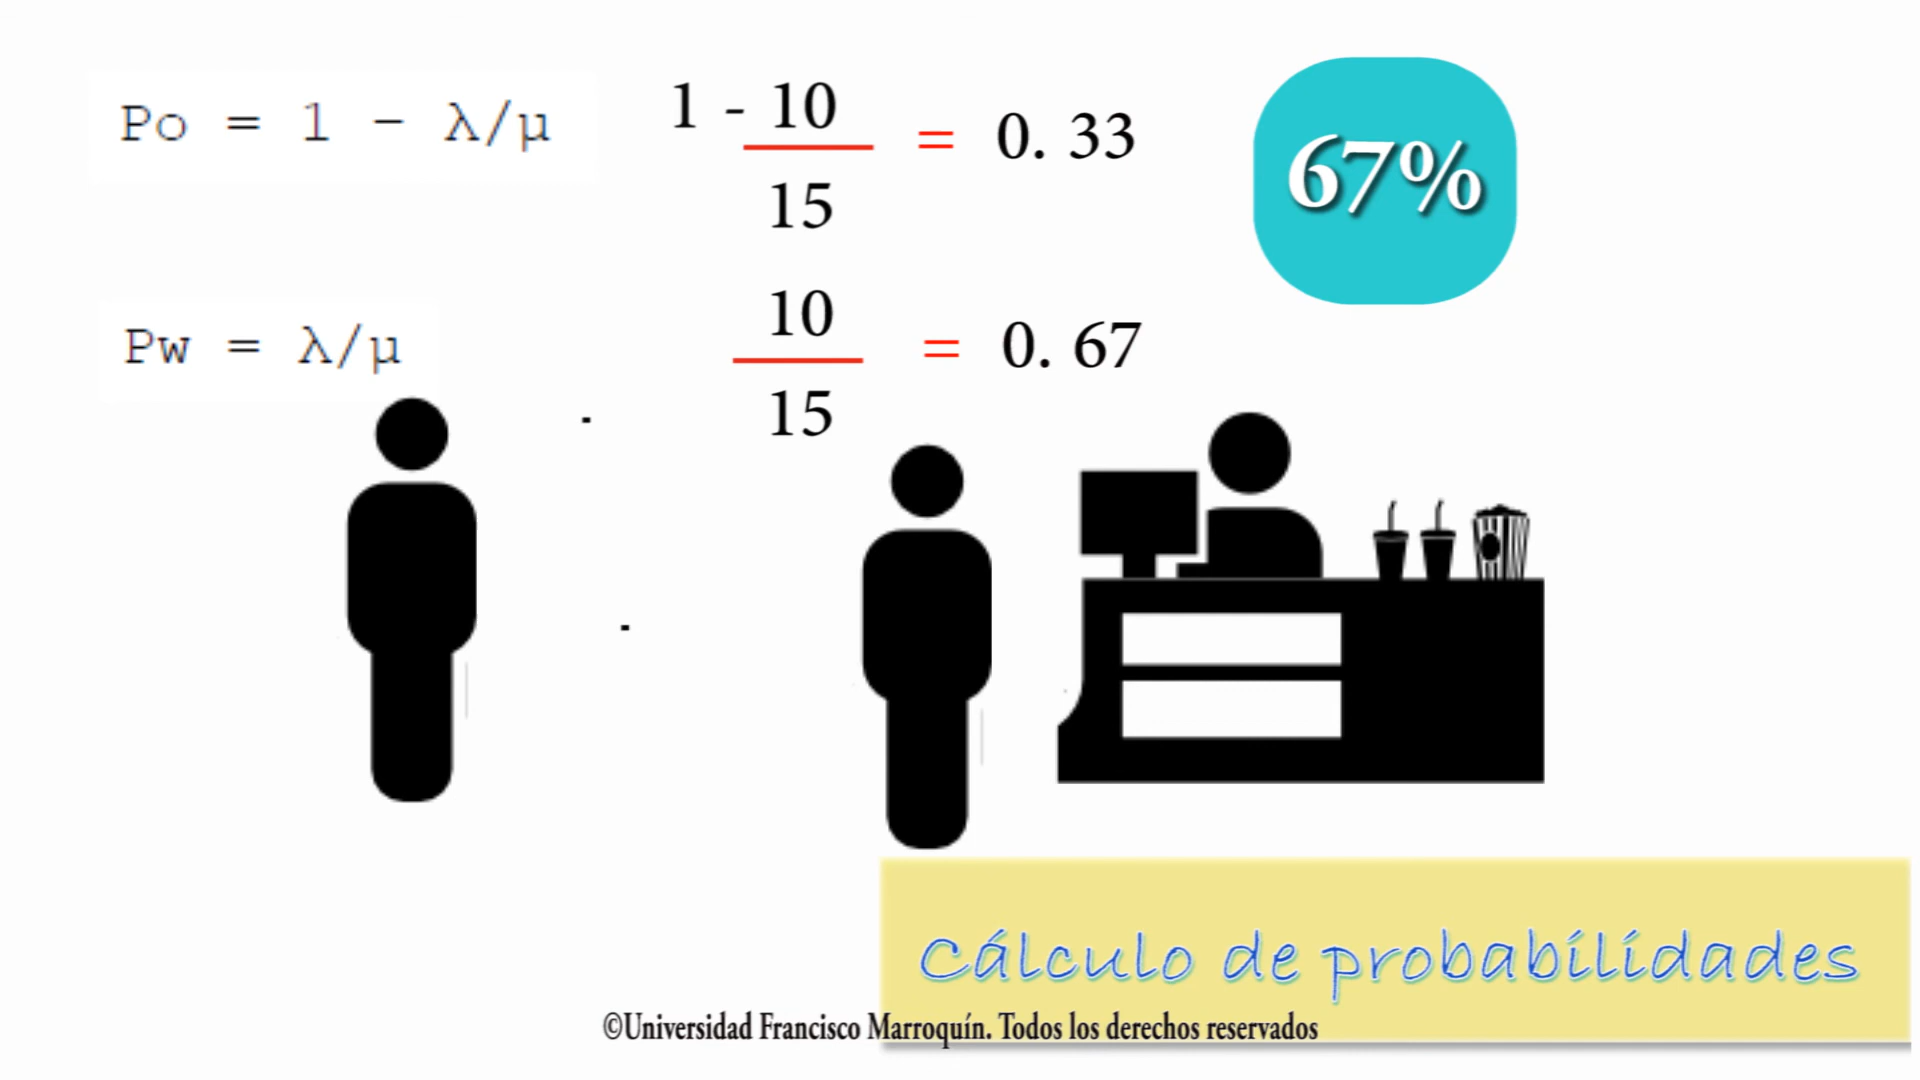 Po = 1 - λ/μ
1 - 10
15
= 0. 33
67%
Pw = λ/μ
10
15
= 0. 67
Cálculo de probabilidades
©Universidad Francisco Marroquín. Todos los derechos reservados